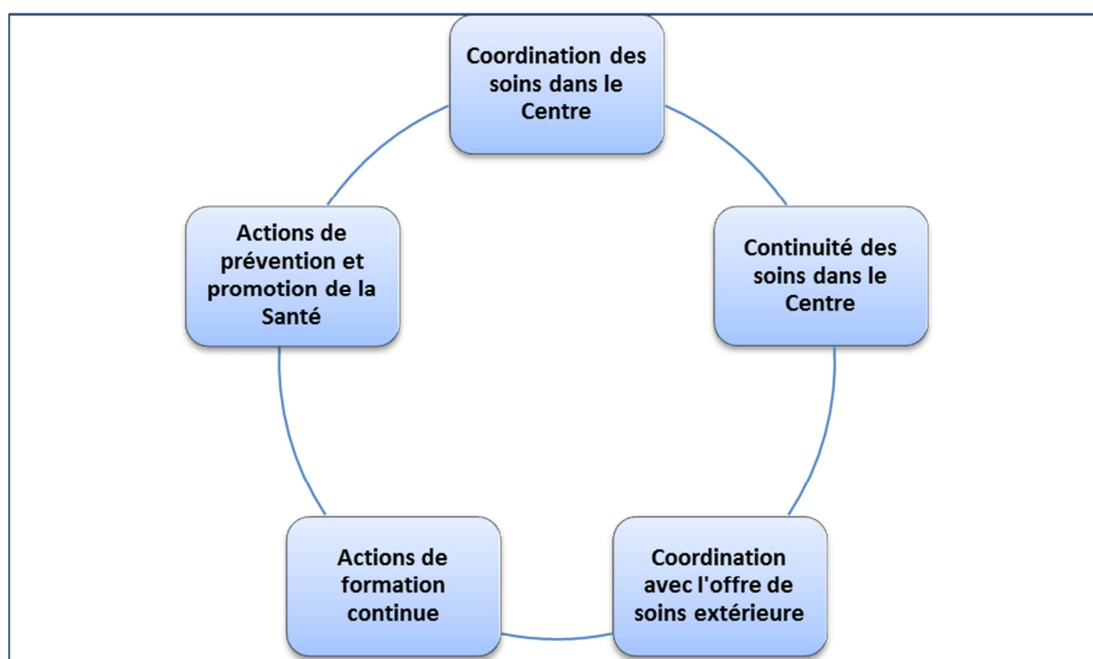 Coordination des
soins dans le
Centre
Actions de
prévention et
promotion de la
Santé
Continuité des
soins dans le
Centre
Actions de
formation
continue
Coordination
avec l'offre de
soins extérieure